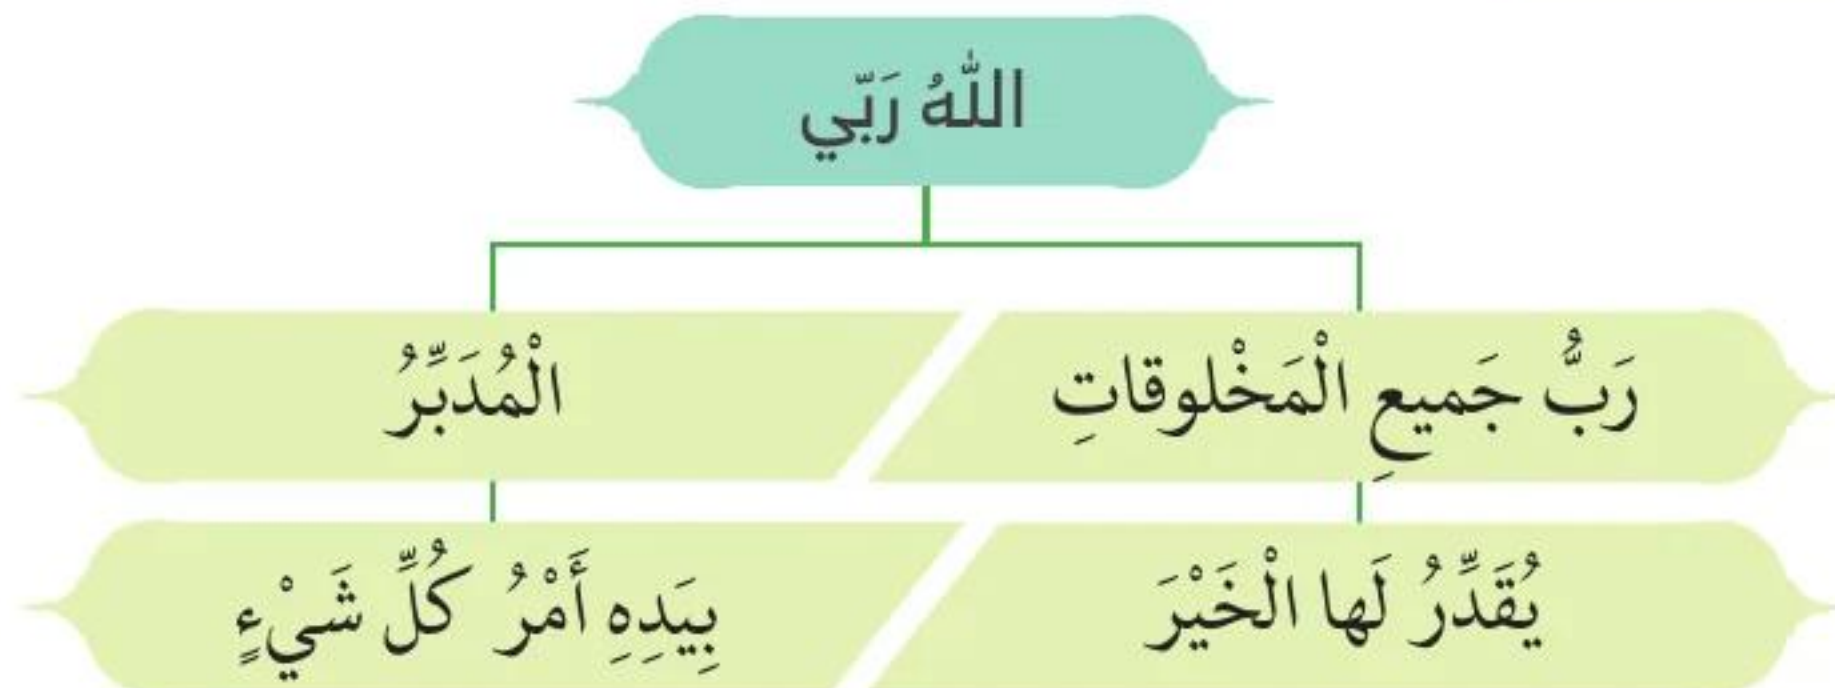 اللّٰهُ رَبّي
رَبُّ جَميعِ الْمَخْلوقاتِ
الْمُدَبِّرُ
يُقَدِّرُ لَها الْخَيْرَ
بِيَدِهِ أَمْرُ كُلِّ شَيْءٍ